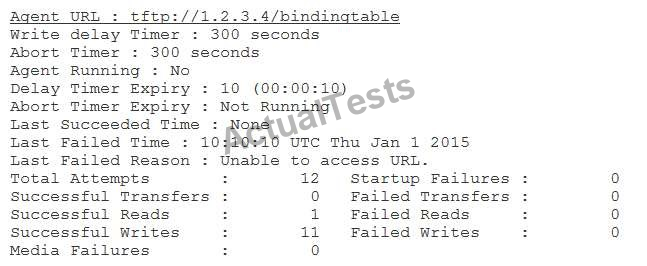 Agent URL : tftp://1.2.3.4/bindingtable
Write delay Timer : 300 seconds
Abort Timer : 300 seconds
Agent Running : No
Delay Timer Expiry : 10 (00:00:10)
Abort Timer Expiry : Not Running
Last Succeeded Time : None
Last Failed Time : 10:10:10 UTC Thu Jan 1 2015
Last Failed Reason : Unable to access URL.
Total Attempts : 12 Startup Failures : 0
Successful Transfers : 0 Failed Transfers : 0
Successful Reads : 1 Failed Reads : 0
Successful Writes : 11 Failed Writes : 0
Media Failures : 0
ActualTests